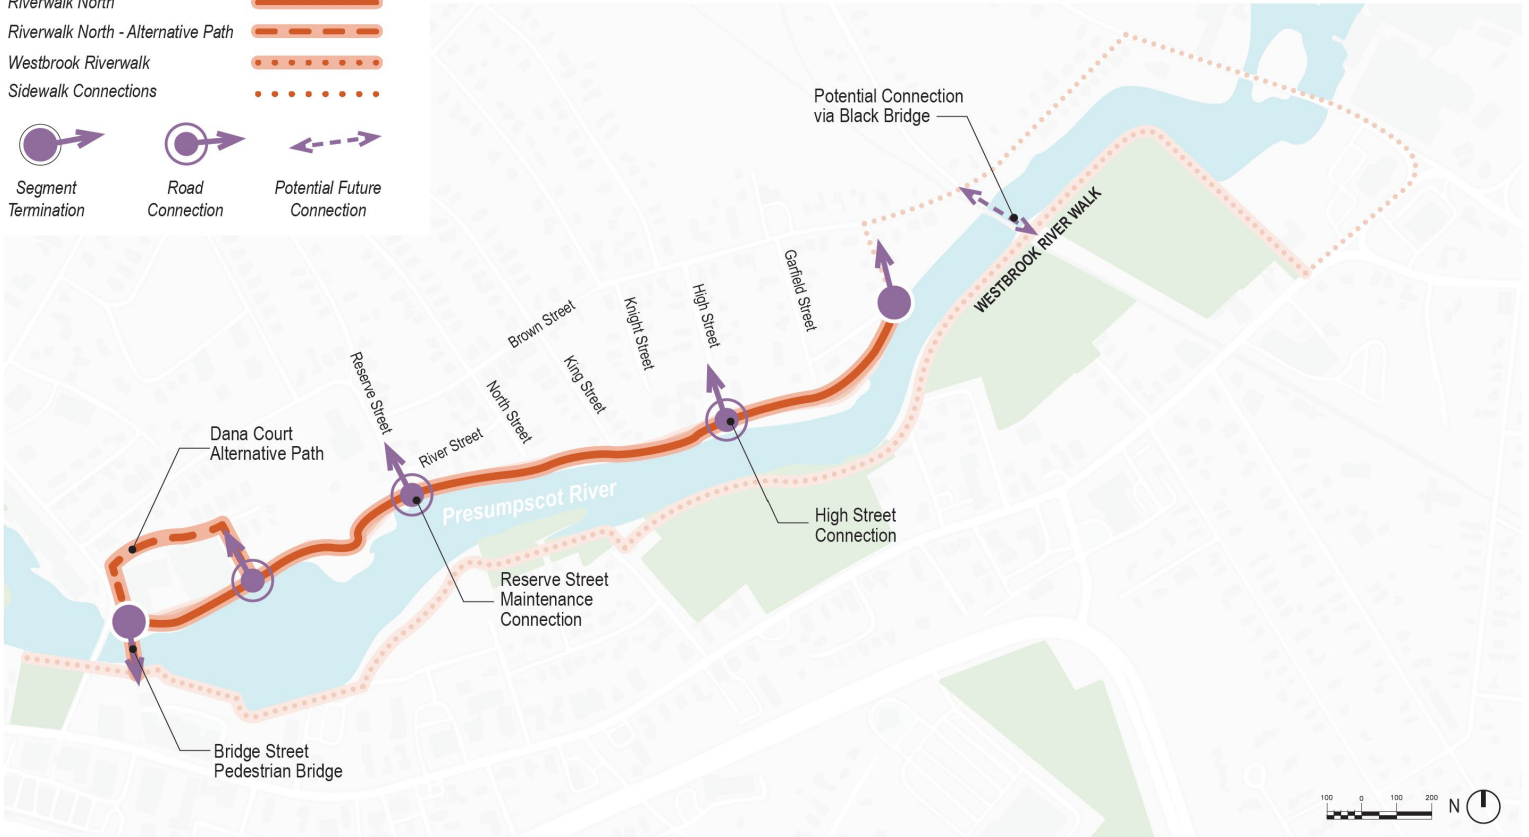 Riverwalk North
Riverwalk North - Alternative Path
Westbrook Riverwalk
Sidewalk Connections
Segment
Termination
Road
Connection
Potential Future
Connection
Potential Connection
via Black Bridge
WESTBROOK RIVER WALK
Garfield Street
High Street
Knight Street
Brown Street
King Street
North Street
Reserve Street
River Street
Presumpscot River
Dana Court
Alternative Path
High Street
Connection
Reserve Street
Maintenance
Connection
Bridge Street
Pedestrian Bridge
100 0 100 200
N